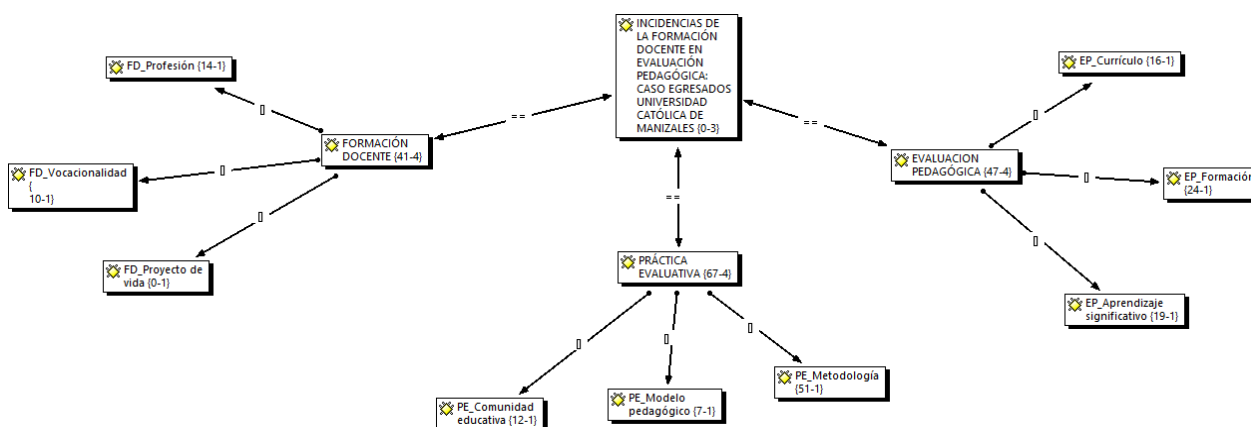 INCIDENCIAS DE
LA FORMACIÓN
DOCENTE EN
EVALUACIÓN
PEDAGÓGICA:
CASO EGRESADOS
UNIVERSIDAD
CATÓLICA DE
MANIZALES {0-3}
FD_Profesión {14-1}
EP_Currículo {16-1}
[]
[]
==
==
FORMACIÓN
DOCENTE {41-4}
EVALUACION
PEDAGÓGICA {47-4}
FD_Vocacionalidad
{
10-1}
[]
[]
EP_Formación
{24-1}
==
[]
[]
FD_Proyecto de
vida {0-1}
PRÁCTICA
EVALUATIVA {67-4}
EP_Aprendizaje
significativo {19-1}
[]
[]
[]
PE_Comunidad
educativa {12-1}
PE_Modelo
pedagógico {7-1}
PE_Metodología
{51-1}